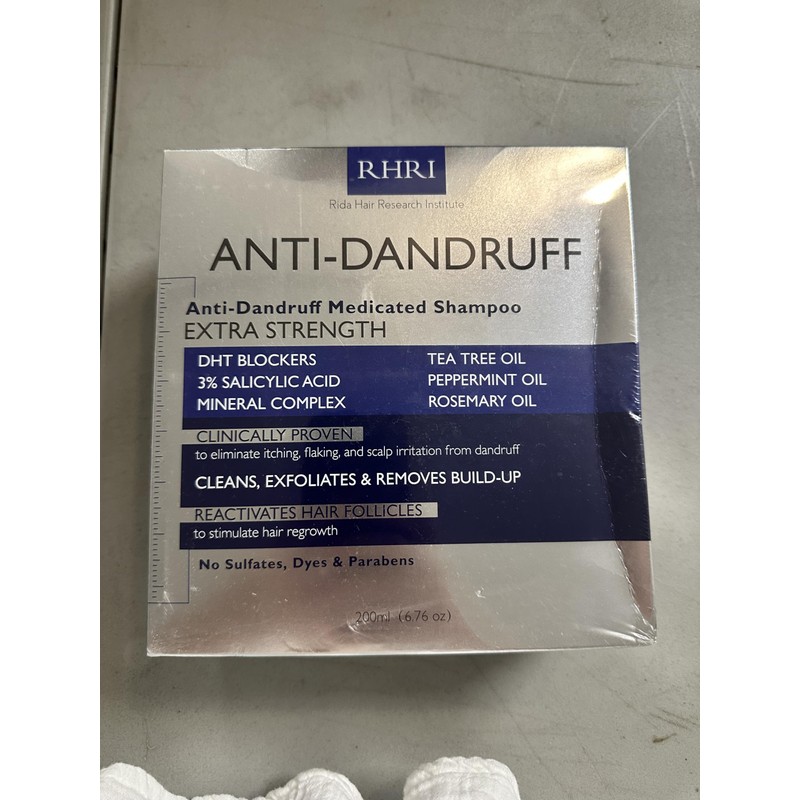 RHRI
Rida Hair Research Institute
ANTI-DANDRUFF
Anti-Dandruff Medicated Shampoo
EXTRA STRENGTH
DHT BLOCKERS TEA TREE OIL
3% SALICYLIC ACID PEPPERMINT OIL
MINERAL COMPLEX ROSEMARY OIL
CLINICALLY PROVEN
to eliminate itching, flaking, and scalp irritation from dandruff
CLEANS, EXFOLIATES & REMOVES BUILD-UP
REACTIVATES HAIR FOLLICLES
to stimulate hair regrowth
No Sulfates, Dyes & Parabens
200ml (6.76 oz)